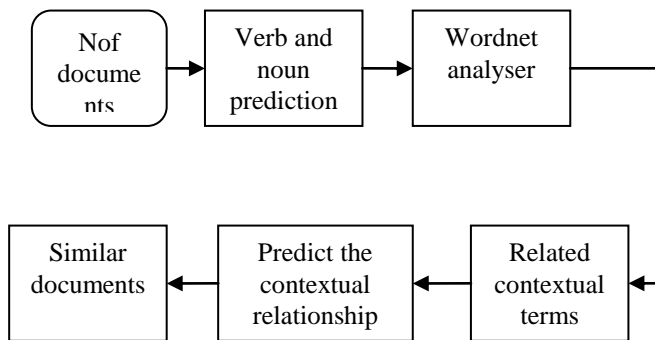 Nof
docume
nts
Verb and
noun
prediction
Wordnet
analyser
Similar
documents
Predict the
contextual
relationship
Related
contextual
terms